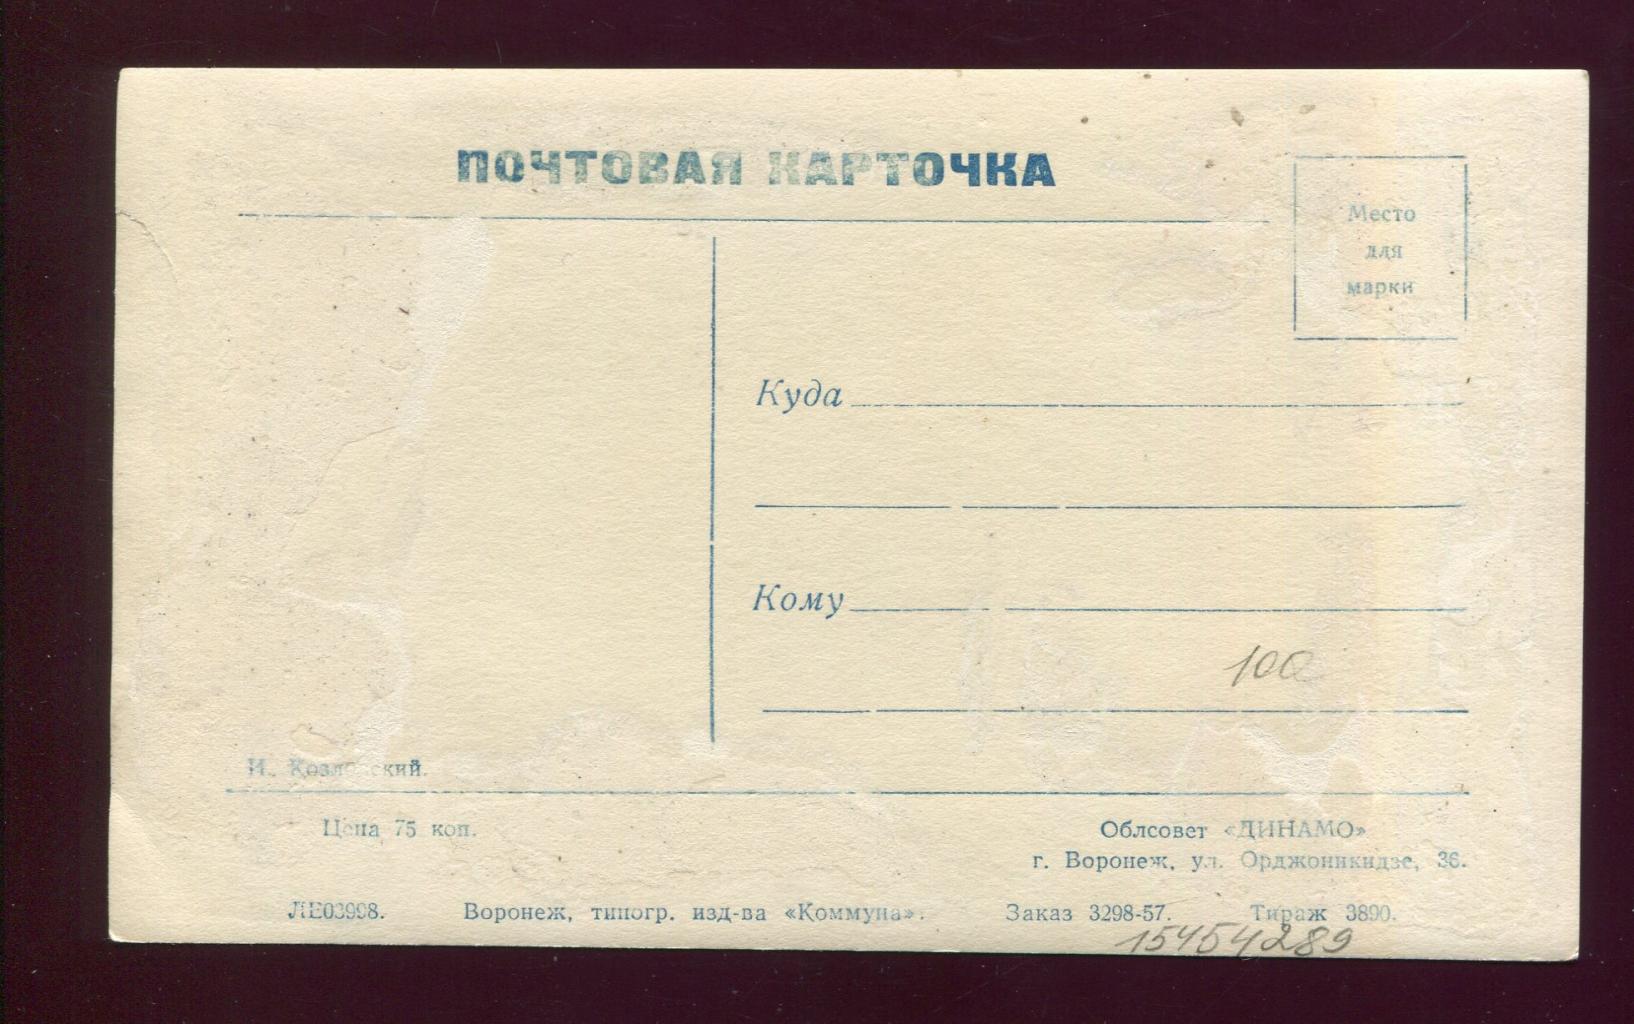 ПОЧТОВАЯ КАРТОЧКА
Место
для
марки
Куда
Кому
100
И. Козловский.
Цена 75 коп.
Облсовет «ДИНАМО»
г. Воронеж, ул. Орджоникидзе, 36.
ЛЕ03998. Воронеж, типогр. изд-ва «Коммуна». Заказ 3298-57. Тираж 3890.
15454289